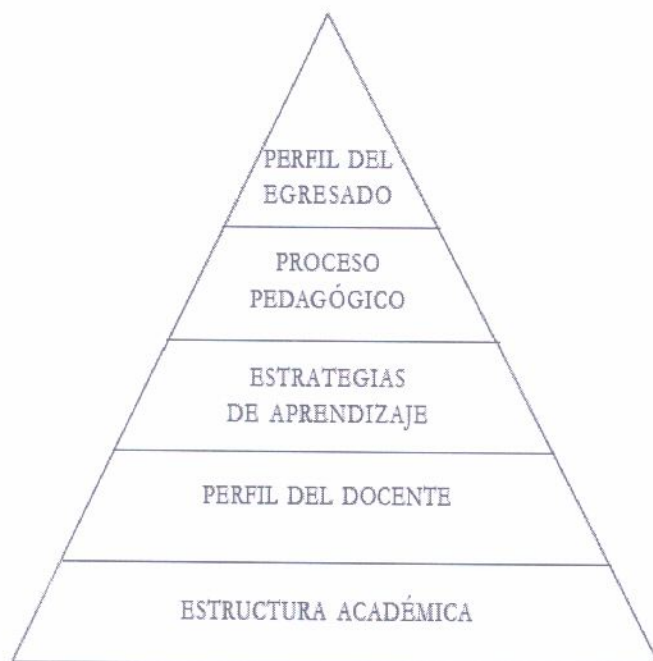 PERFIL DEL
EGRESADO
PROCESO
PEDAGÓGICO
ESTRATEGIAS
DE APRENDIZAJE
PERFIL DEL DOCENTE
ESTRUCTURA ACADÉMICA